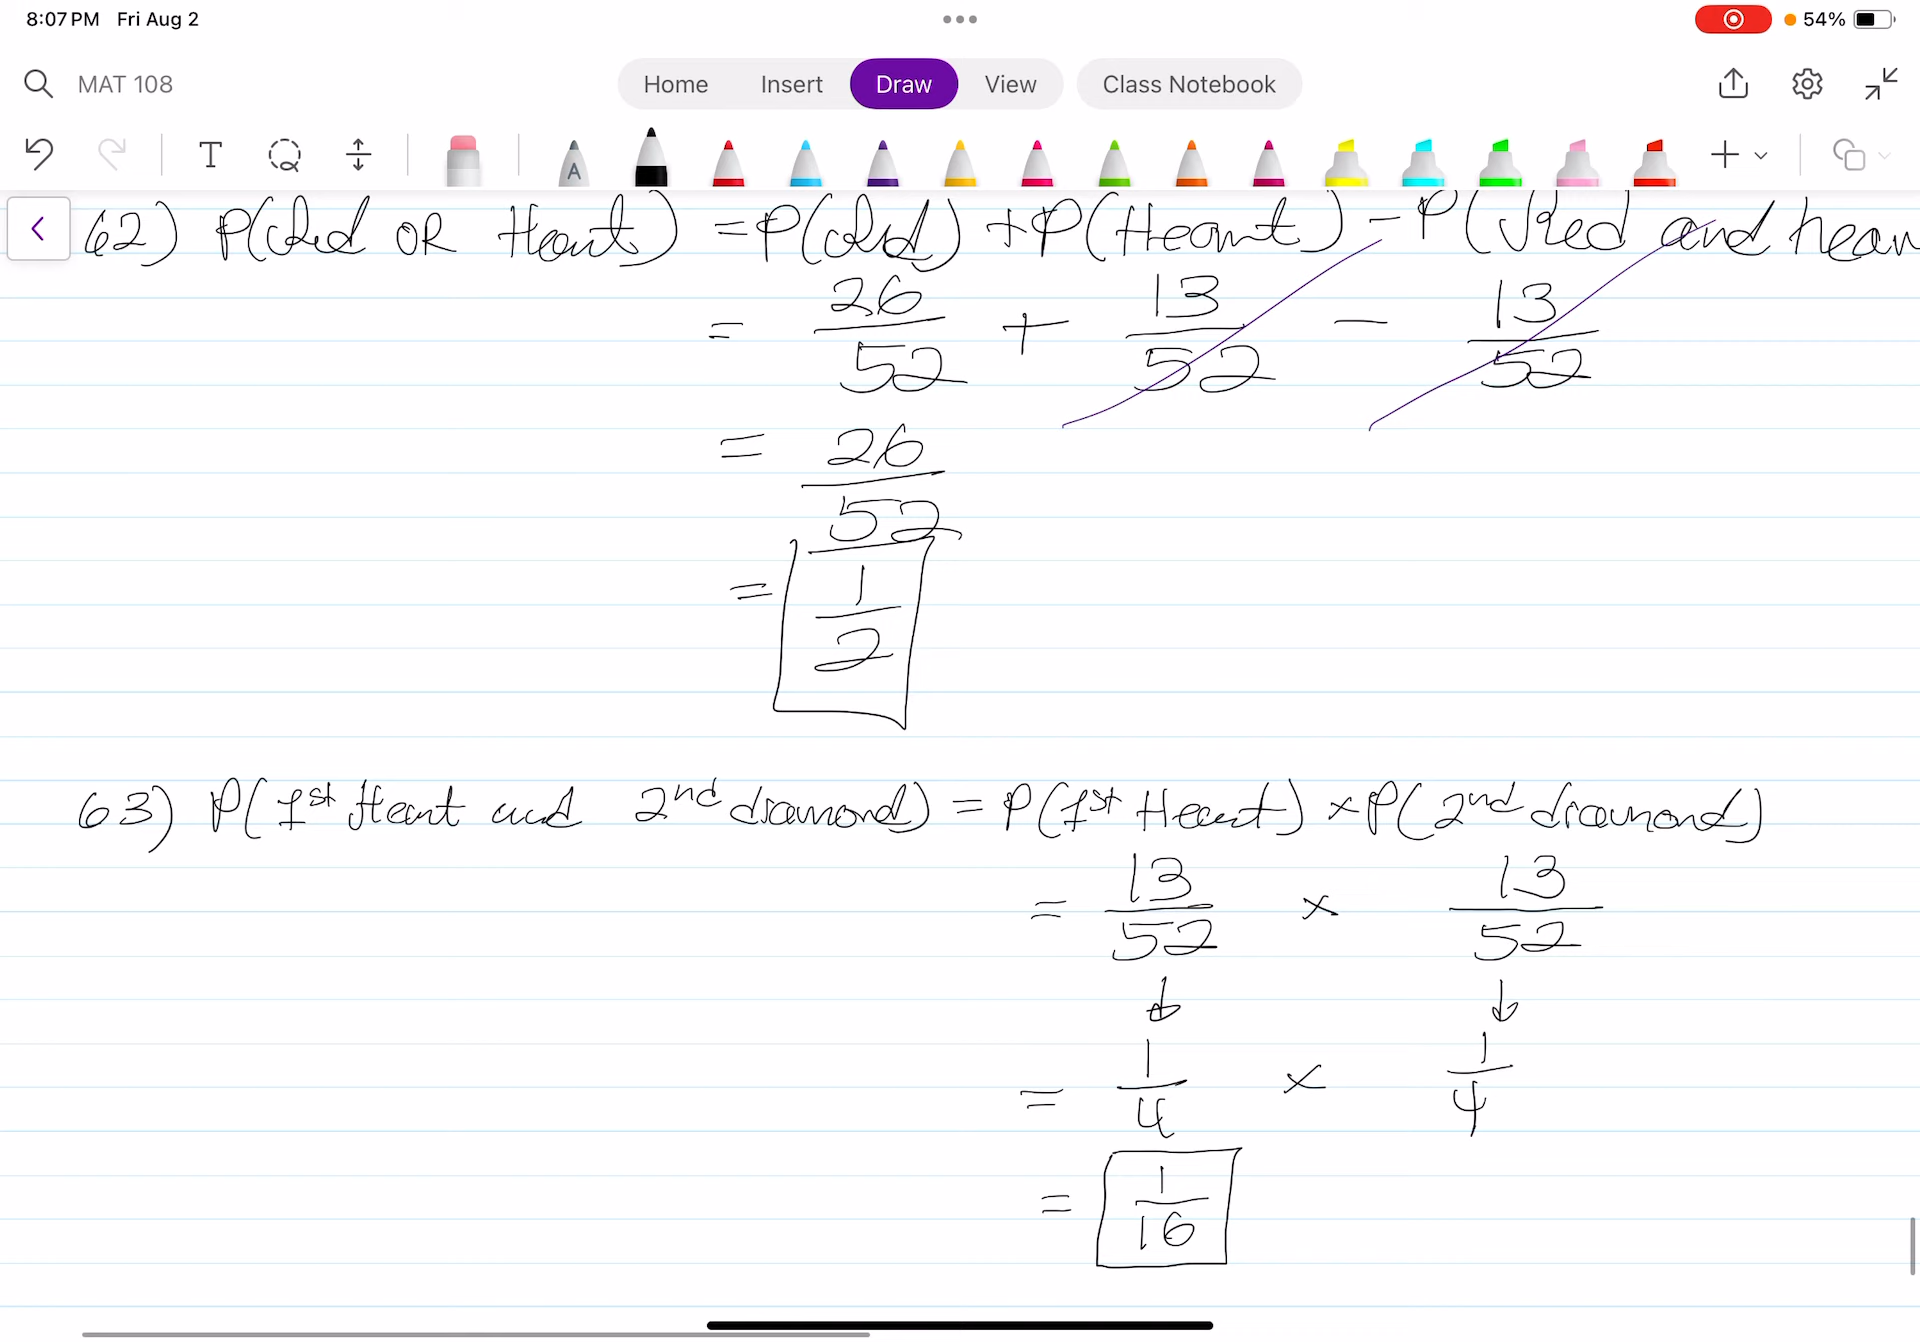 8:07 PM Fri Aug 2 54%
MAT 108 Home Insert Draw View Class Notebook
T A
62) P(Red OR Heart) = P(Red) + P(Heart) - P(Red and hear
= 26/52 + 13/52 - 13/52
= 26/52
= 1/2
63) P(1st Heart and 2nd diamond) = P(1st Heart) × P(2nd diamond)
= 13/52 × 13/52
= 1/4 × 1/4
= 1/16